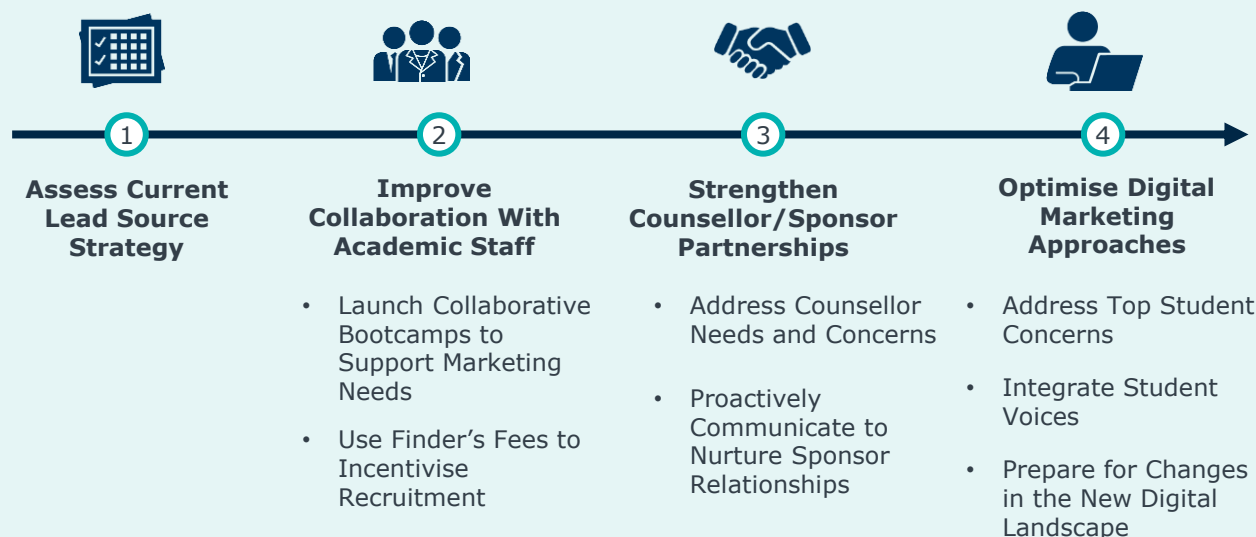 1
2
3
4
Assess Current
Lead Source
Strategy
Improve
Collaboration With
Academic Staff
• Launch Collaborative
Bootcamps to
Support Marketing
Needs
• Use Finder’s Fees to
Incentivise
Recruitment
Strengthen
Counsellor/Sponsor
Partnerships
• Address Counsellor
Needs and Concerns
• Proactively
Communicate to
Nurture Sponsor
Relationships
Optimise Digital
Marketing
Approaches
• Address Top Student
Concerns
• Integrate Student
Voices
• Prepare for Changes
in the New Digital
Landscape